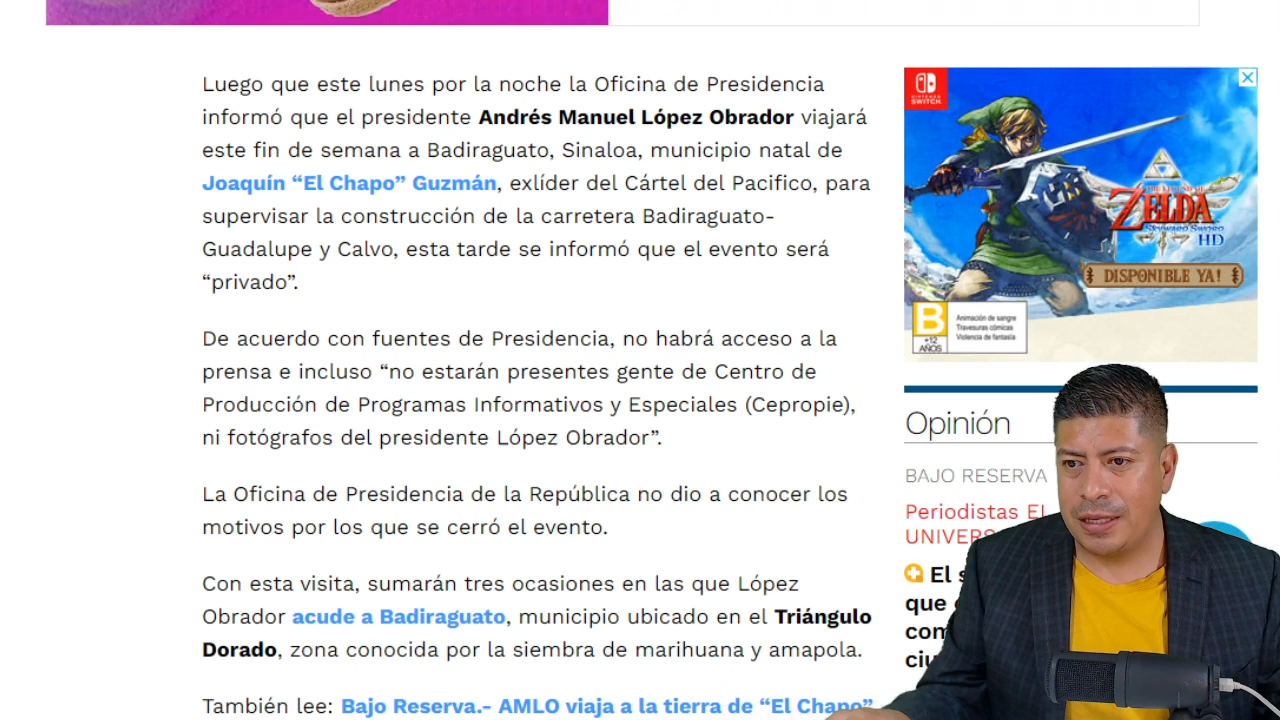 Luego que este lunes por la noche la Oficina de Presidencia
informó que el presidente Andrés Manuel López Obrador viajará
este fin de semana a Badiraguato, Sinaloa, municipio natal de
Joaquín “El Chapo” Guzmán, exlíder del Cártel del Pacifico, para
supervisar la construcción de la carretera Badiraguato-
Guadalupe y Calvo, esta tarde se informó que el evento será
“privado”.
De acuerdo con fuentes de Presidencia, no habrá acceso a la
prensa e incluso “no estarán presentes gente de Centro de
Producción de Programas Informativos y Especiales (Cepropie),
ni fotógrafos del presidente López Obrador”.
La Oficina de Presidencia de la República no dio a conocer los
motivos por los que se cerró el evento.
Con esta visita, sumarán tres ocasiones en las que López
Obrador acude a Badiraguato, municipio ubicado en el Triángulo
Dorado, zona conocida por la siembra de marihuana y amapola.
También lee: Bajo Reserva.- AMLO viaja a la tierra de “El Chapo”
NINTENDO
SWITCH
THE LEGEND OF
ZELDA
SKYWARD SWORD
HD
DISPONIBLE YA!
B
+12
AÑOS
Animación de sangre
Travesuras cómicas
Violencia de fantasía
Opinión
BAJO RESERVA
Periodistas EL
UNIVERS
El s
que
com
ciu